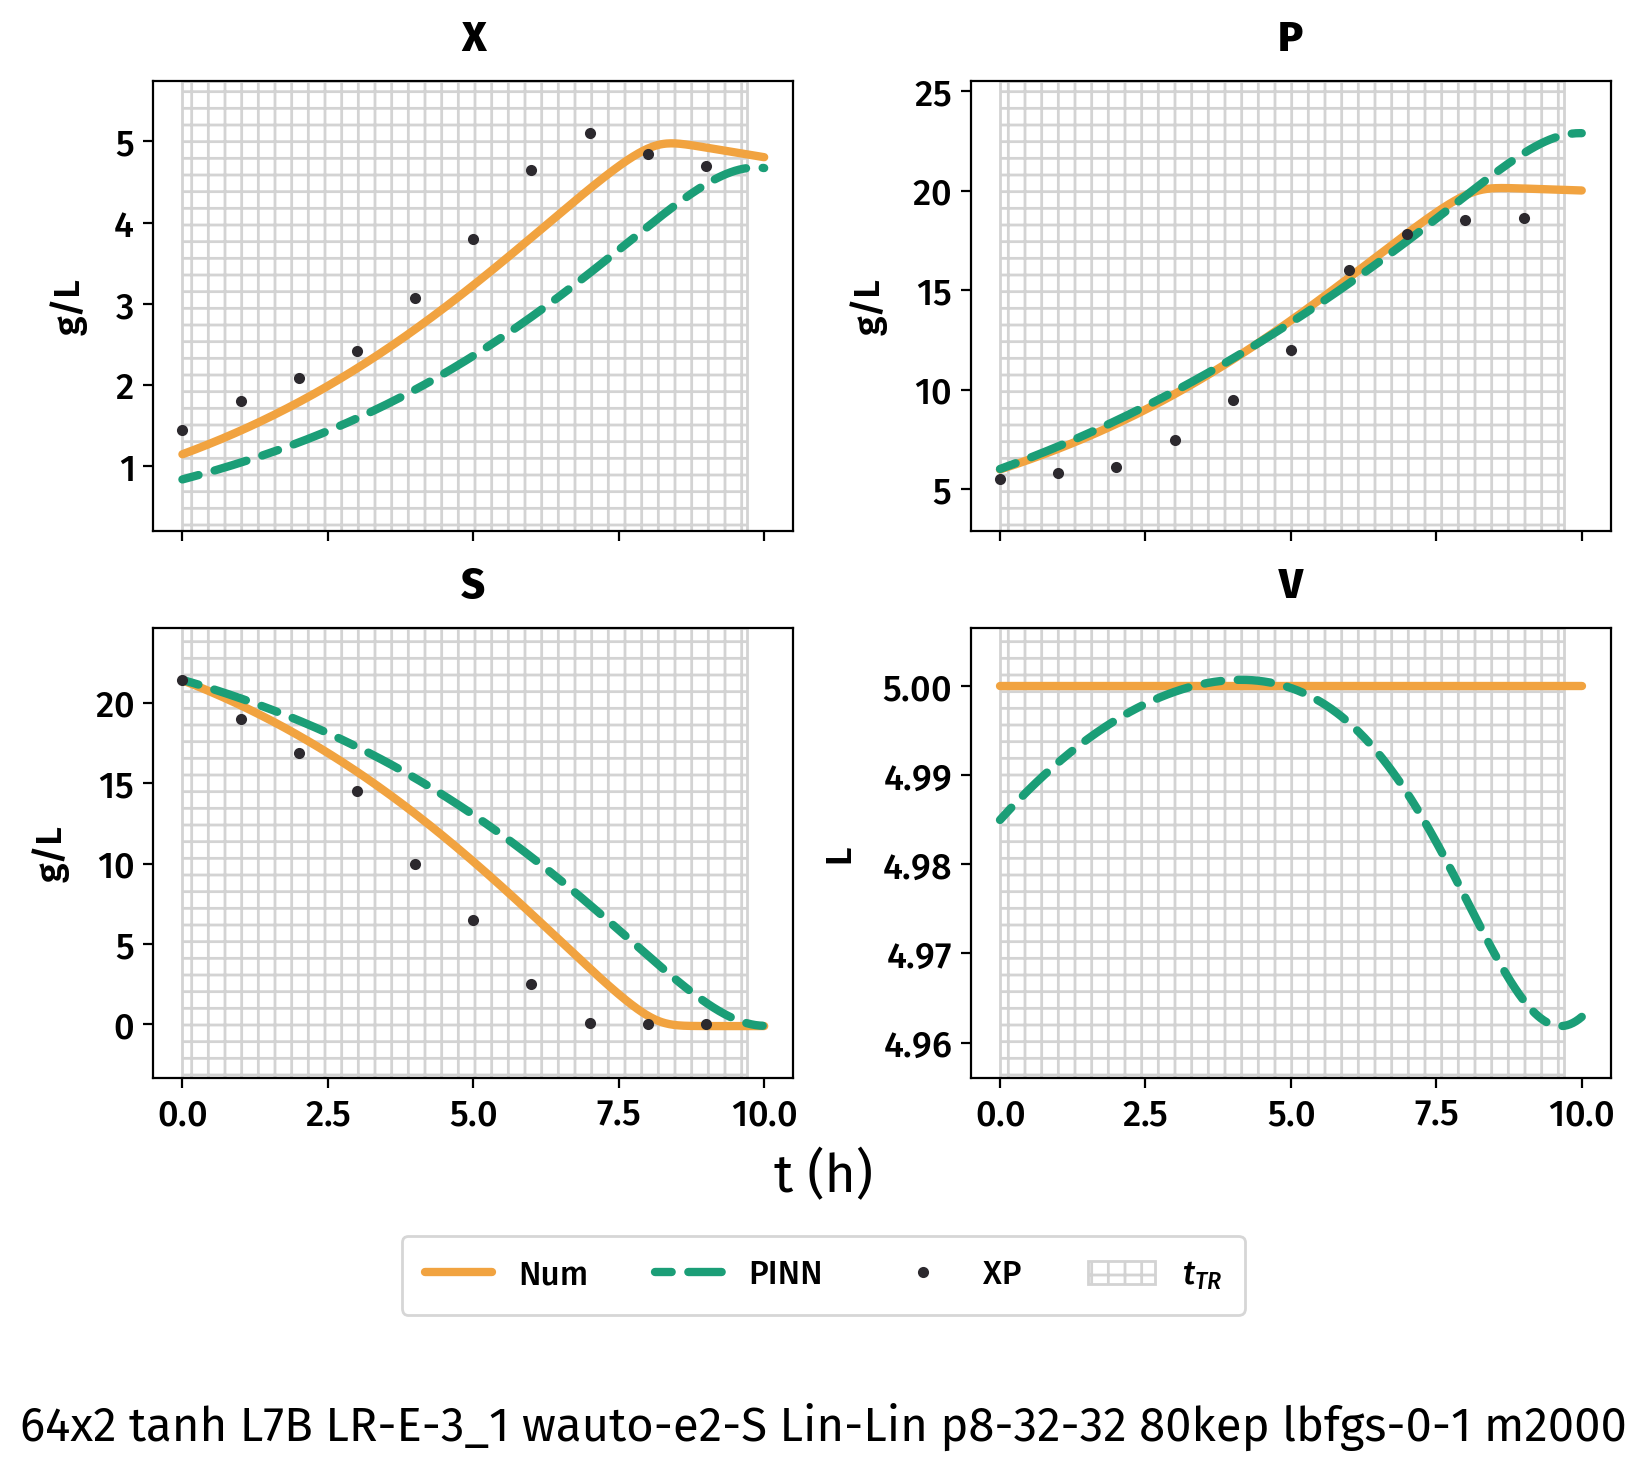 X
P
g/L
5
4
3
2
1
g/L
25
20
15
10
5
S
V
g/L
20
15
10
5
0
0.0 2.5 5.0 7.5 10.0
L
5.00
4.99
4.98
4.97
4.96
0.0 2.5 5.0 7.5 10.0
t (h)
Num PINN XP tTR
64x2 tanh L7B LR-E-3_1 wauto-e2-S Lin-Lin p8-32-32 80kep lbfgs-0-1 m2000